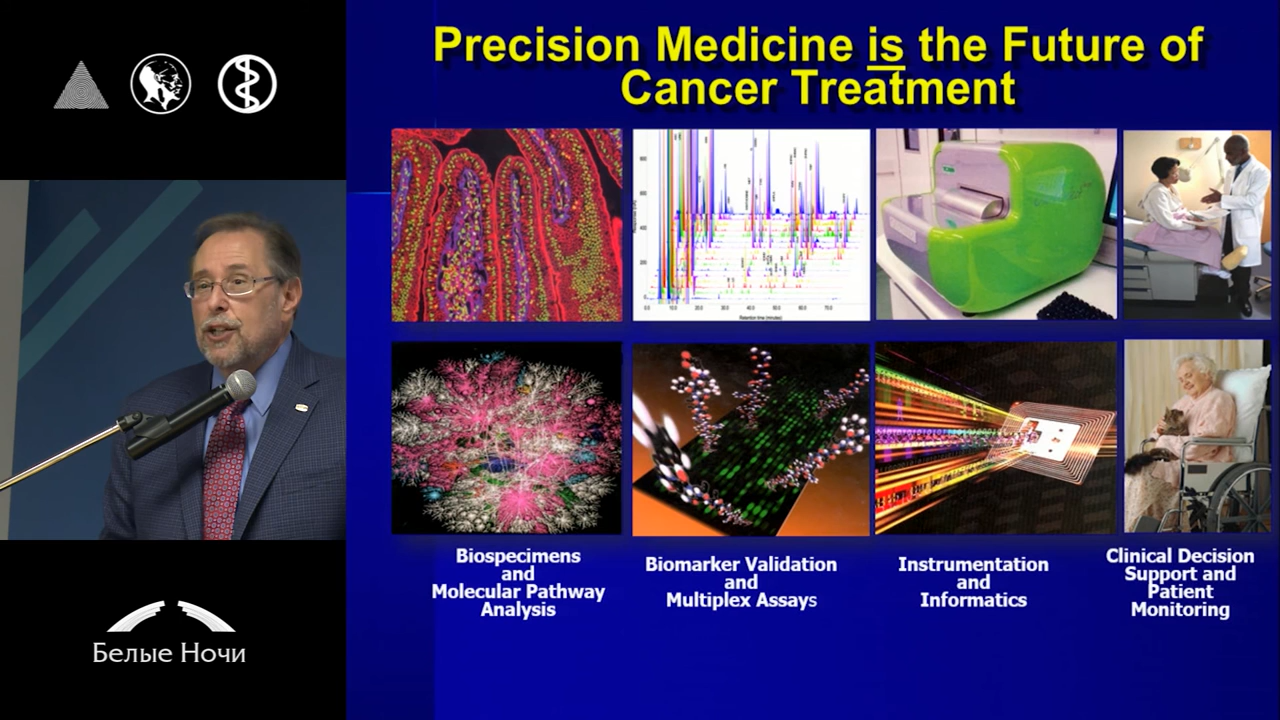 Precision Medicine is the Future of
Cancer Treatment
Biospecimens
and
Molecular Pathway
Analysis
Biomarker Validation
and
Multiplex Assays
Instrumentation
and
Informatics
Clinical Decision
Support and
Patient
Monitoring
Белые Ночи